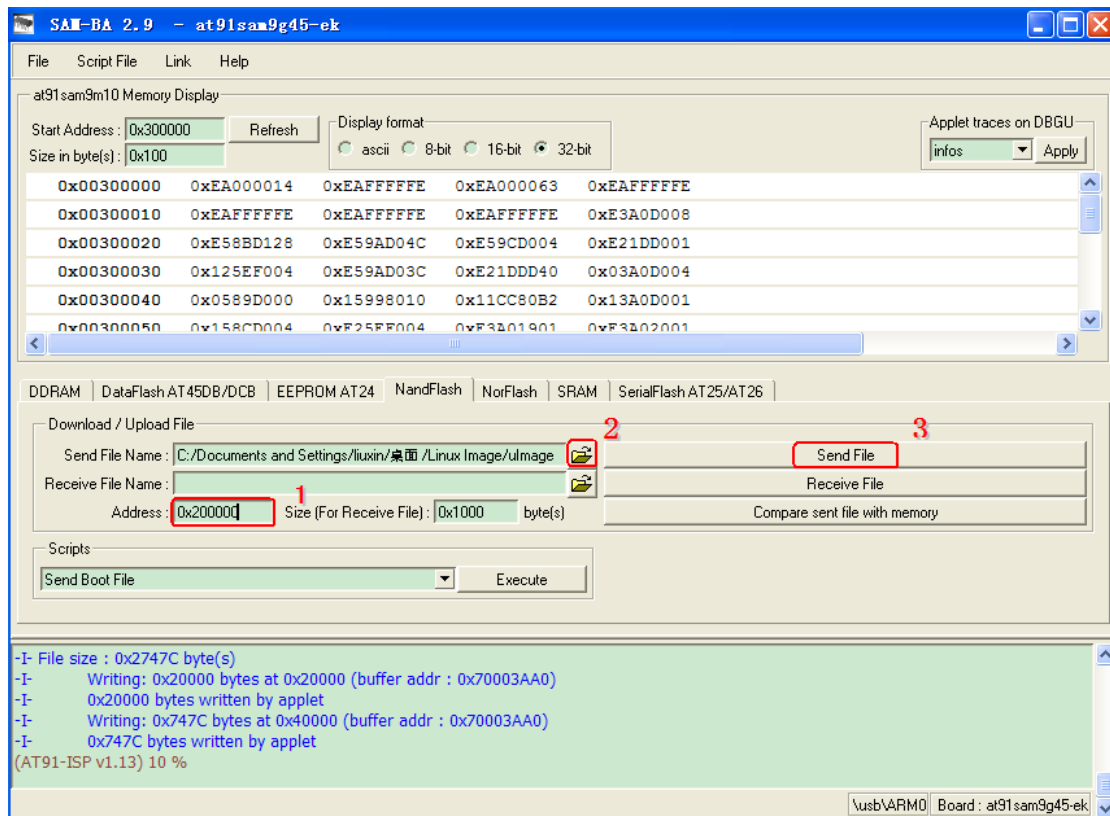 SAM-BA 2.9 - at91sam9g45-ek
File Script File Link Help
at91sam9m10 Memory Display
Start Address : 0x300000 Refresh
Size in byte(s) : 0x100
Display format
ascii 8-bit 16-bit 32-bit
Applet traces on DBGU
infos Apply
0x00300000 0xEA000014 0xEAFFFFFE 0xEA000063 0xEAFFFFFE
0x00300010 0xEAFFFFFE 0xEAFFFFFE 0xEAFFFFFE 0xE3A0D008
0x00300020 0xE58BD128 0xE59AD04C 0xE59CD004 0xE21DD001
0x00300030 0x125EF004 0xE59AD03C 0xE21DDD40 0x03A0D004
0x00300040 0x0589D000 0x15998010 0x11CC80B2 0x13A0D001
0x00300050 0x158CD004 0xE25EF004 0xE3A01901 0xE3A02001
DDRAM DataFlash AT45DB/DCB EEPROM AT24 NandFlash NorFlash SRAM SerialFlash AT25/AT26
Download / Upload File
2 3
Send File Name : C:/Documents and Settings/liuxin/桌面 /Linux Image/uImage Send File
Receive File Name : Receive File
1
Address : 0x200000 Size (For Receive File) : 0x1000 byte(s) Compare sent file with memory
Scripts
Send Boot File Execute
-I- File size : 0x2747C byte(s)
-I- Writing: 0x20000 bytes at 0x20000 (buffer addr : 0x70003AA0)
-I- 0x20000 bytes written by applet
-I- Writing: 0x747C bytes at 0x40000 (buffer addr : 0x70003AA0)
-I- 0x747C bytes written by applet
(AT91-ISP v1.13) 10 %
\usb\ARM0 Board : at91sam9g45-ek